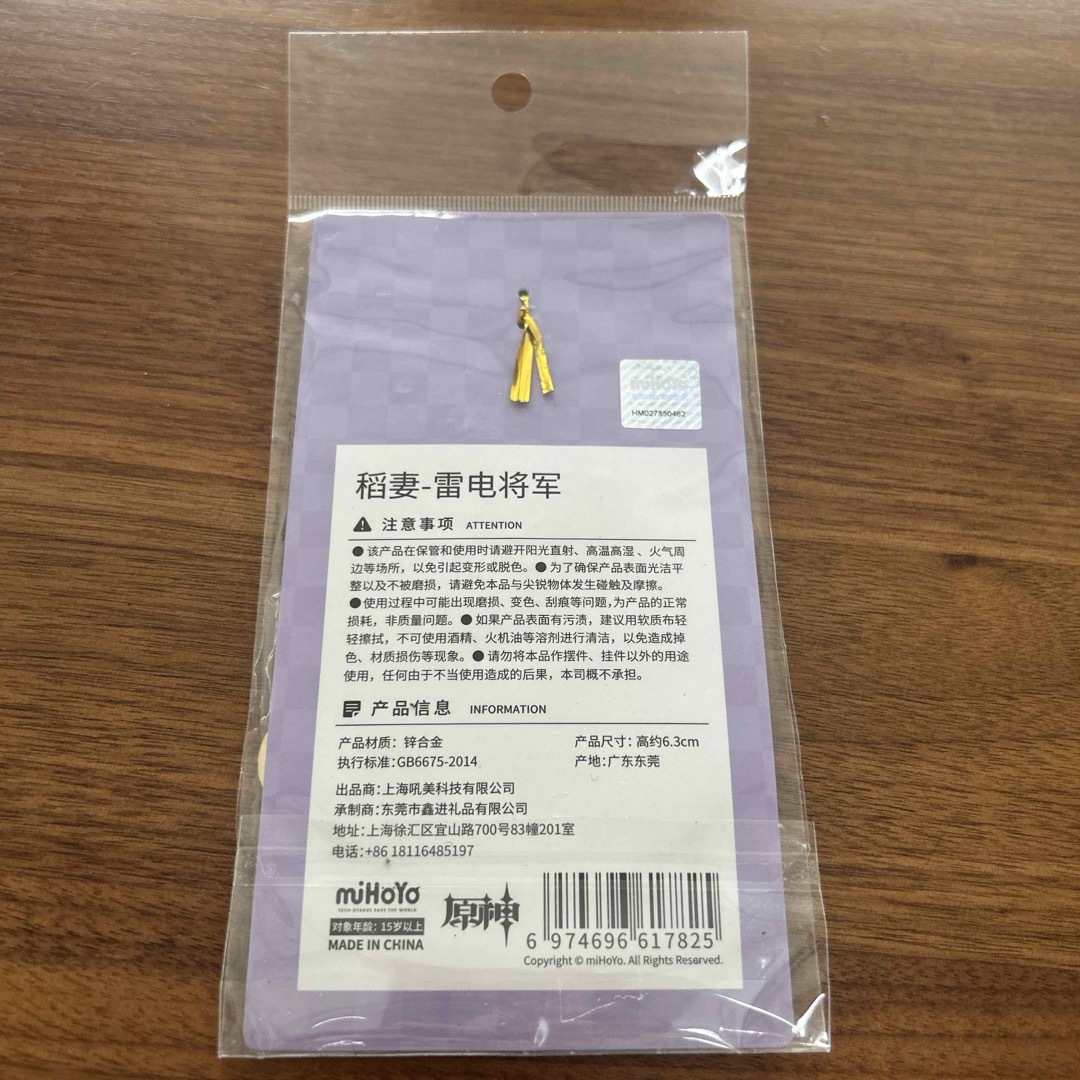 miHoYo
HM027850462
稻妻-雷电将军
注意事项 ATTENTION
●该产品在保管和使用时请避开阳光直射、高温高湿、火气周
边等场所，以免引起变形或脱色。●为了确保产品表面光洁平
整以及不被磨损，请避免本品与尖锐物体发生碰触及摩擦。
●使用过程中可能出现磨损、变色、刮痕等问题,为产品的正常
损耗，非质量问题。●如果产品表面有污渍，建议用软质布轻
轻擦拭，不可使用酒精、火机油等溶剂进行清洁，以免造成掉
色、材质损伤等现象。●请勿将本品作摆件、挂件以外的用途
使用，任何由于不当使用造成的后果，本司概不承担。
产品信息 INFORMATION
产品材质：锌合金 产品尺寸：高约6.3cm
执行标准:GB6675-2014 产地:广东东莞
出品商:上海吼美科技有限公司
承制商:东莞市鑫进礼品有限公司
地址:上海徐汇区宜山路700号83幢201室
电话:+86 18116485197
miHoYo
TECH OTAKUS SAVE THE WORLD
原神
对象年龄：15岁以上
MADE IN CHINA
6 974696 617825
Copyright © miHoYo. All Rights Reserved.